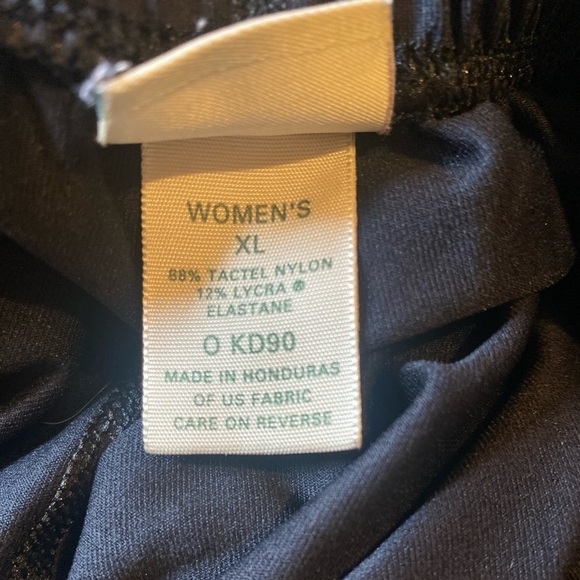 WOMEN'S
XL
88% TACTEL NYLON
12% LYCRA ®
ELASTANE
O KD90
MADE IN HONDURAS
OF US FABRIC
CARE ON REVERSE